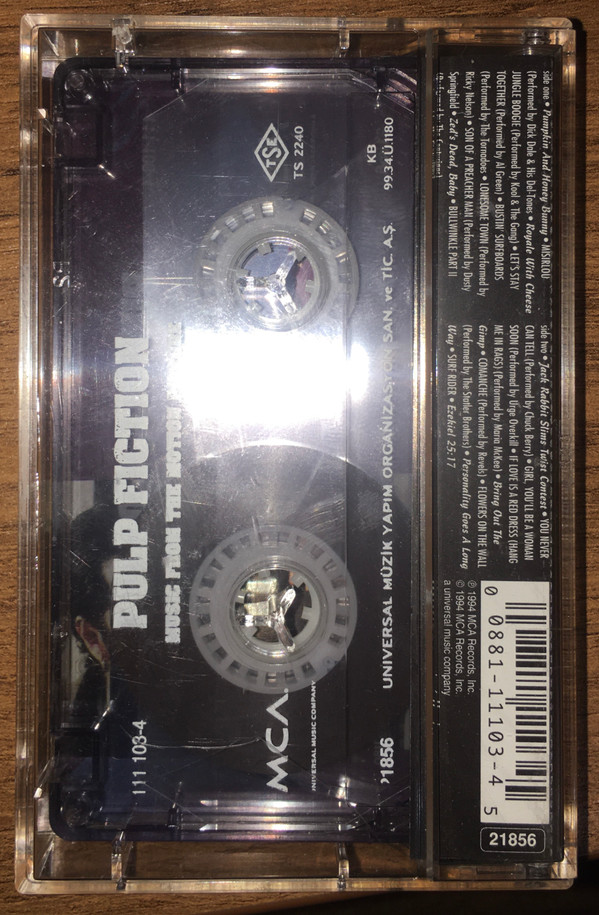 side one • Pumpkin And Honey Bunny • MISIRLOU
(Performed by Dick Dale & His Del-Tones • Royale With Cheese
JUNGLE BOOGIE (Performed by Kool & The Gang) • LET'S STAY
TOGETHER (Performed by Al Green) • BUSTIN' SURFBOARDS
(Performed by The Tornadoes • LONESOME TOWN (Performed by
Ricky Nelson) • SON OF A PREACHER MAN (Performed by Dusty
Springfield • Zed's Dead, Baby • BULLWINKLE PART II
(Performed by The Centurians)
side two • Jack Rabbit Slims Twist Contest • YOU NEVER
CAN TELL (Performed by Chuck Berry) • GIRL, YOU'LL BE A WOMAN
SOON (Performed by Urge Overkill • IF LOVE IS A RED DRESS (HANG
ME IN RAGS) (Performed by Maria McKee) • Bring Out The
Gimp • COMANCHE (Performed by Revels) • FLOWERS ON THE WALL
(Performed by The Statler Brothers) • Personality Goes A Long
Way • SURF RIDER • Ezekiel 25:17
℗ 1994 MCA Records, Inc.
© 1994 MCA Records, Inc.
a universal music company
0 0881-11103-4 5
21856
TSE
TS 2240
KB
99.34.Ü.1180
UNIVERSAL MÜZİK YAPIM ORGANİZASYON SAN. ve TİC. A.Ş.
21856
MCA.
UNIVERSAL MUSIC COMPANY
PULP FICTION
MUSIC FROM THE MOTION
111 103-4